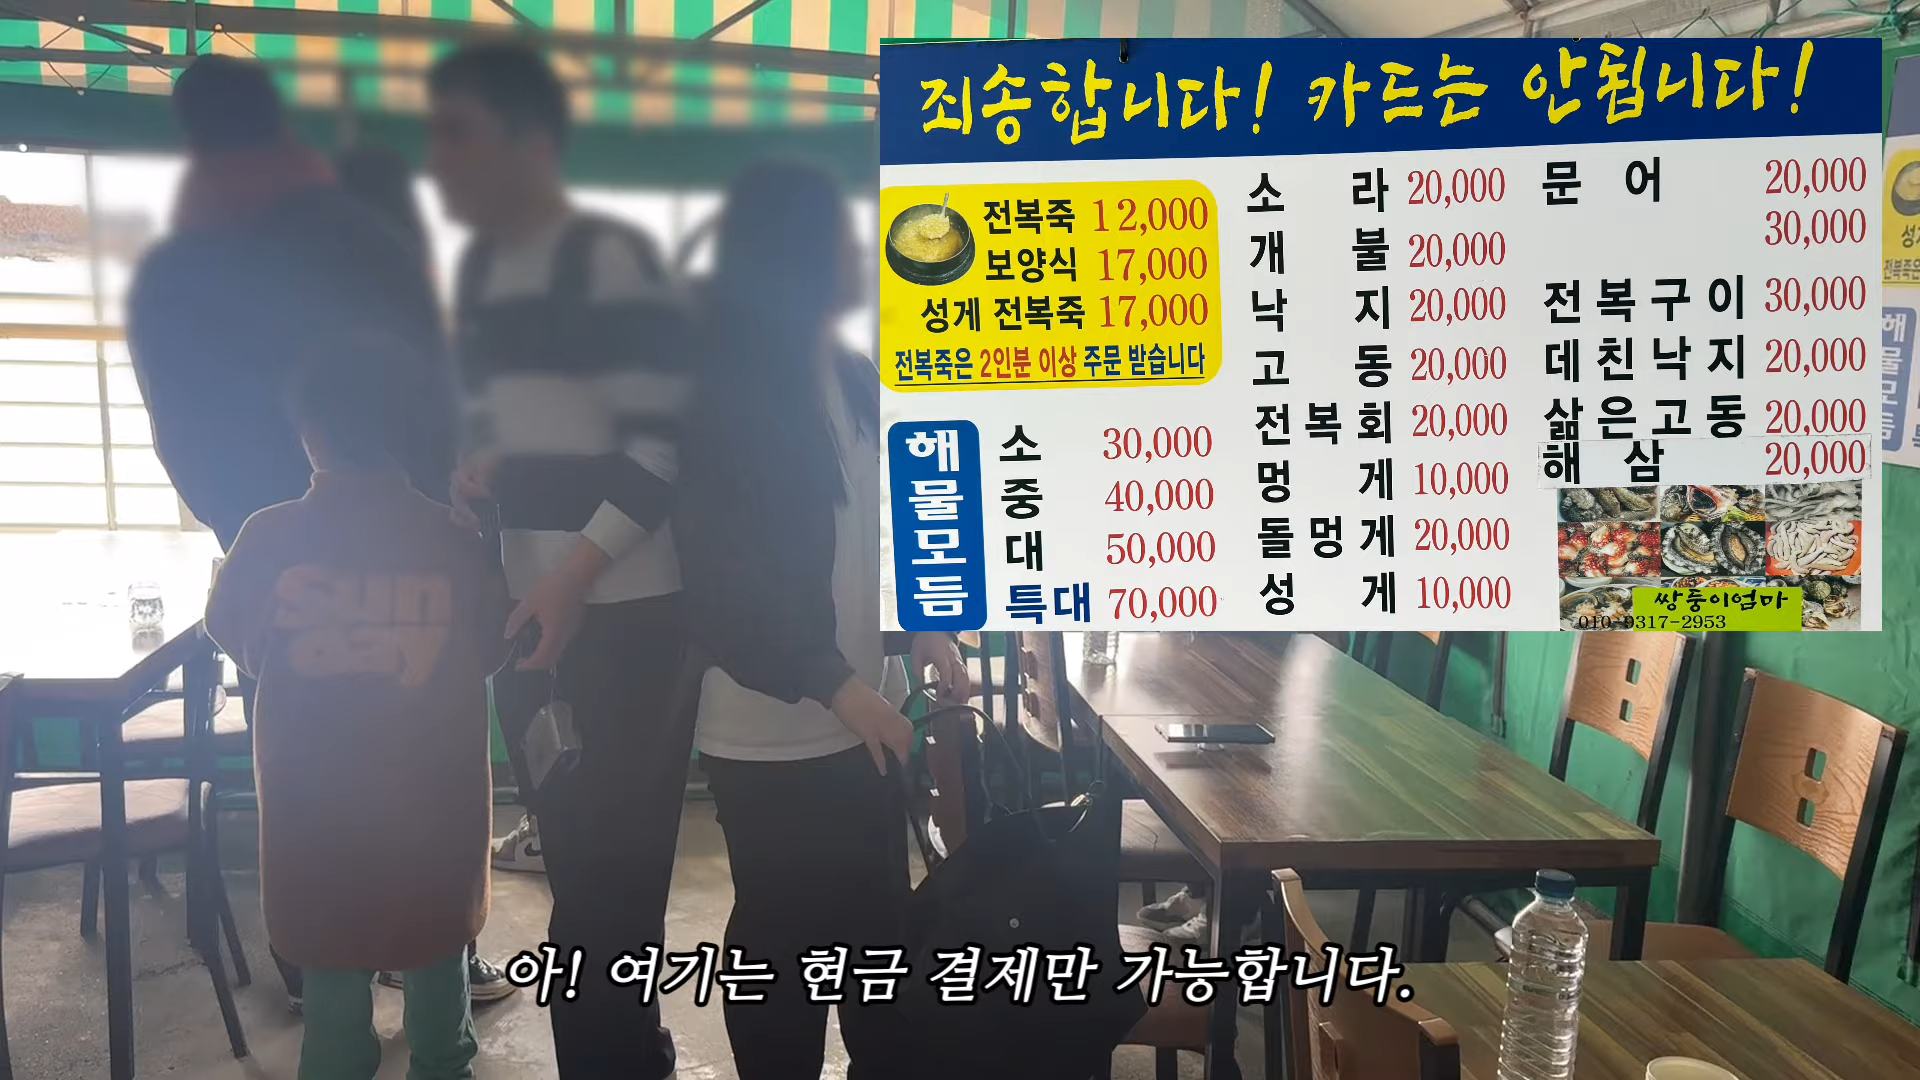 죄송합니다! 카드는 안됩니다!
전복죽 12,000
보양식 17,000
성게 전복죽 17,000
전복죽은 2인분 이상 주문 받습니다
해물모듬
소 30,000
중 40,000
대 50,000
특대 70,000
소 라 20,000
개 불 20,000
낙 지 20,000
고 동 20,000
전복회 20,000
멍 게 10,000
돌멍게 20,000
성 게 10,000
문 어 20,000
30,000
전복구이 30,000
데친낙지 20,000
삶은고동 20,000
해 삼 20,000
쌍둥이엄마
010-9317-2953
아! 여기는 현금 결제만 가능합니다.